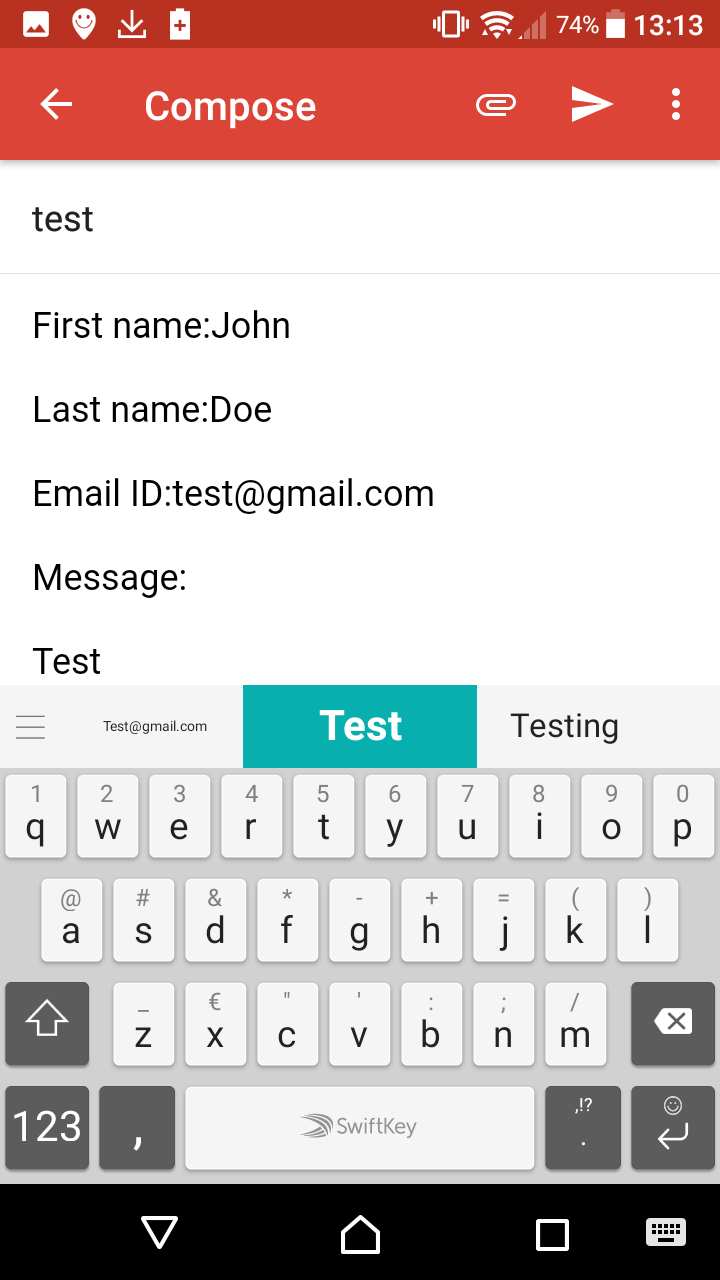 74% 13:13
Compose
test
First name:John
Last name:Doe
Email ID:test@gmail.com
Message:
Test
Test@gmail.com Test Testing
1 2 3 4 5 6 7 8 9 0
q w e r t y u i o p
@ # & * - + = ( )
a s d f g h j k l
_ € " ' : ; /
z x c v b n m
123 , SwiftKey ,!? .